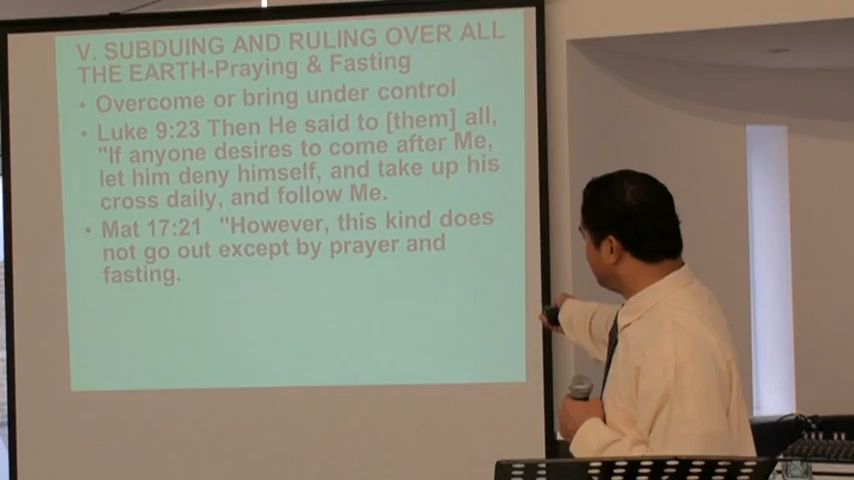 V. SUBDUING AND RULING OVER ALL
THE EARTH-Praying & Fasting
• Overcome or bring under control
• Luke 9:23 Then He said to [them] all,
"If anyone desires to come after Me,
let him deny himself, and take up his
cross daily, and follow Me.
• Mat 17:21 "However, this kind does
not go out except by prayer and
fasting.